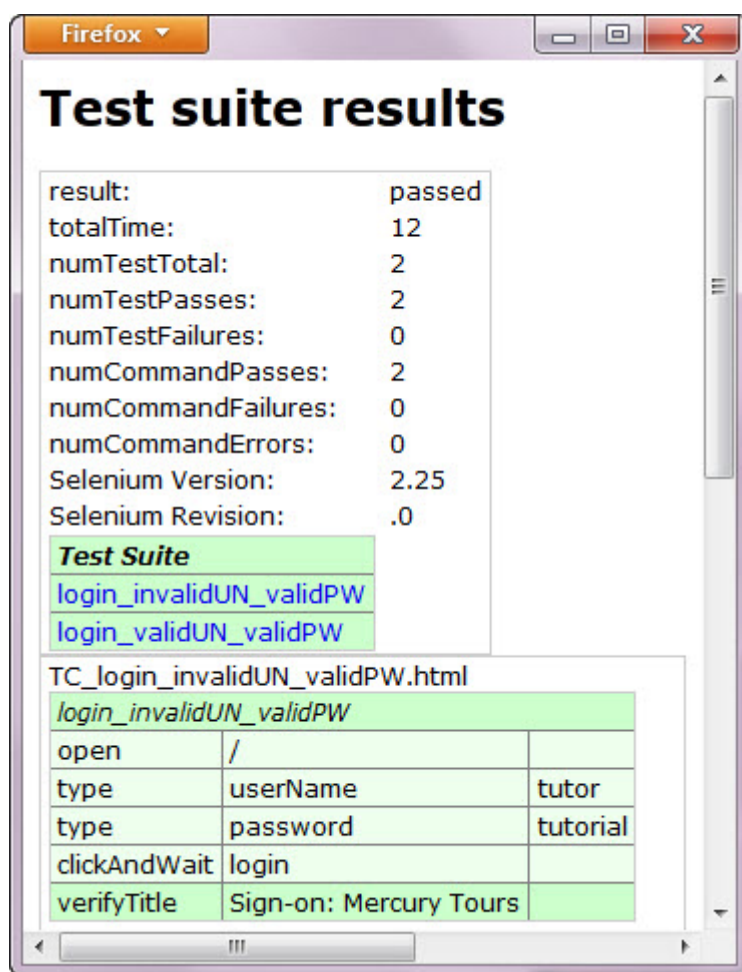 Firefox
Test suite results
result: passed
totalTime: 12
numTestTotal: 2
numTestPasses: 2
numTestFailures: 0
numCommandPasses: 2
numCommandFailures: 0
numCommandErrors: 0
Selenium Version: 2.25
Selenium Revision: .0
Test Suite
login_invalidUN_validPW
login_validUN_validPW
TC_login_invalidUN_validPW.html
login_invalidUN_validPW
open /
type userName tutor
type password tutorial
clickAndWait login
verifyTitle Sign-on: Mercury Tours